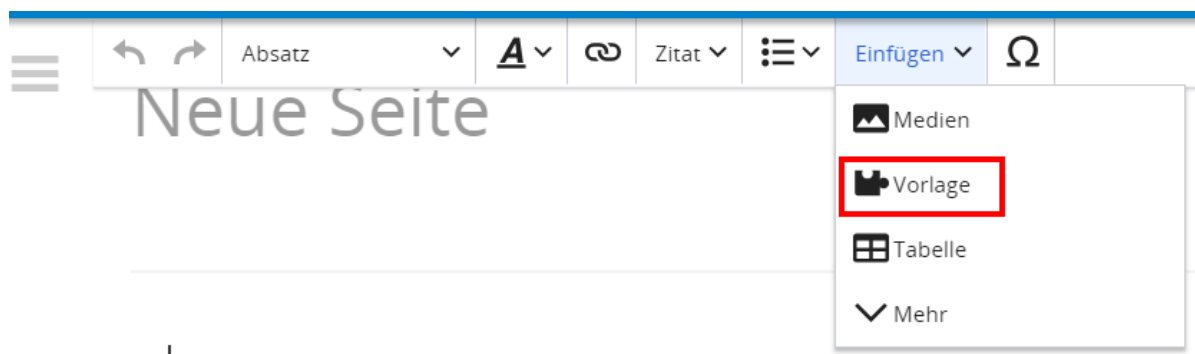 Absatz A Zitat Einfügen Ω
Neue Seite
Medien
Vorlage
Tabelle
Mehr